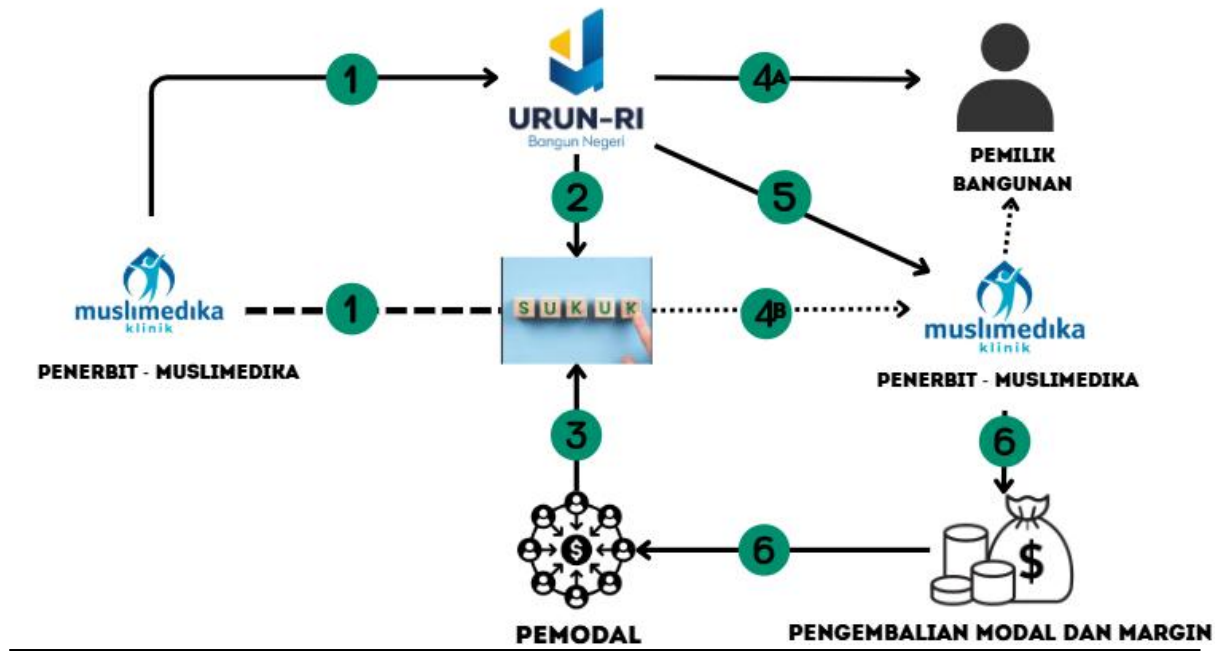 1
4A
URUN-RI
Bangun Negeri
PEMILIK
BANGUNAN
2
5
muslimedika
klinik
1
SUKUK
4B
muslimedika
klinik
PENERBIT - MUSLIMEDIKA
PENERBIT - MUSLIMEDIKA
3
6
$
6
$
PEMODAL
PENGEMBALIAN MODAL DAN MARGIN